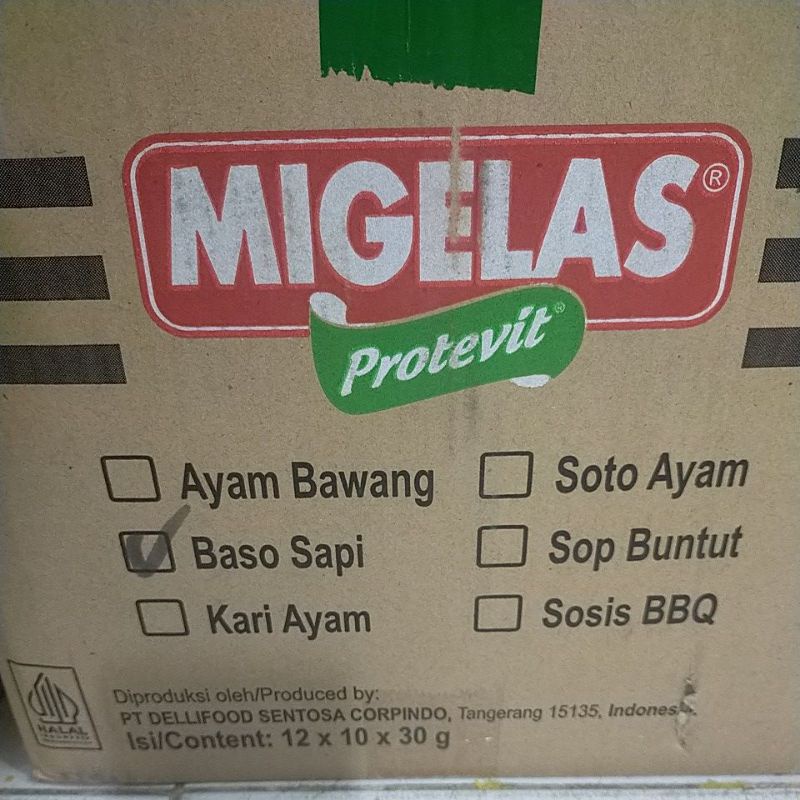 MIGELAS®
Protevit®
Ayam Bawang
Soto Ayam
Baso Sapi
Sop Buntut
Kari Ayam
Sosis BBQ
HALAL
INDONESIA
Diproduksi oleh/Produced by:
PT DELLIFOOD SENTOSA CORPINDO, Tangerang 15135,
Isi/Content: 12 x 10 x 30 g